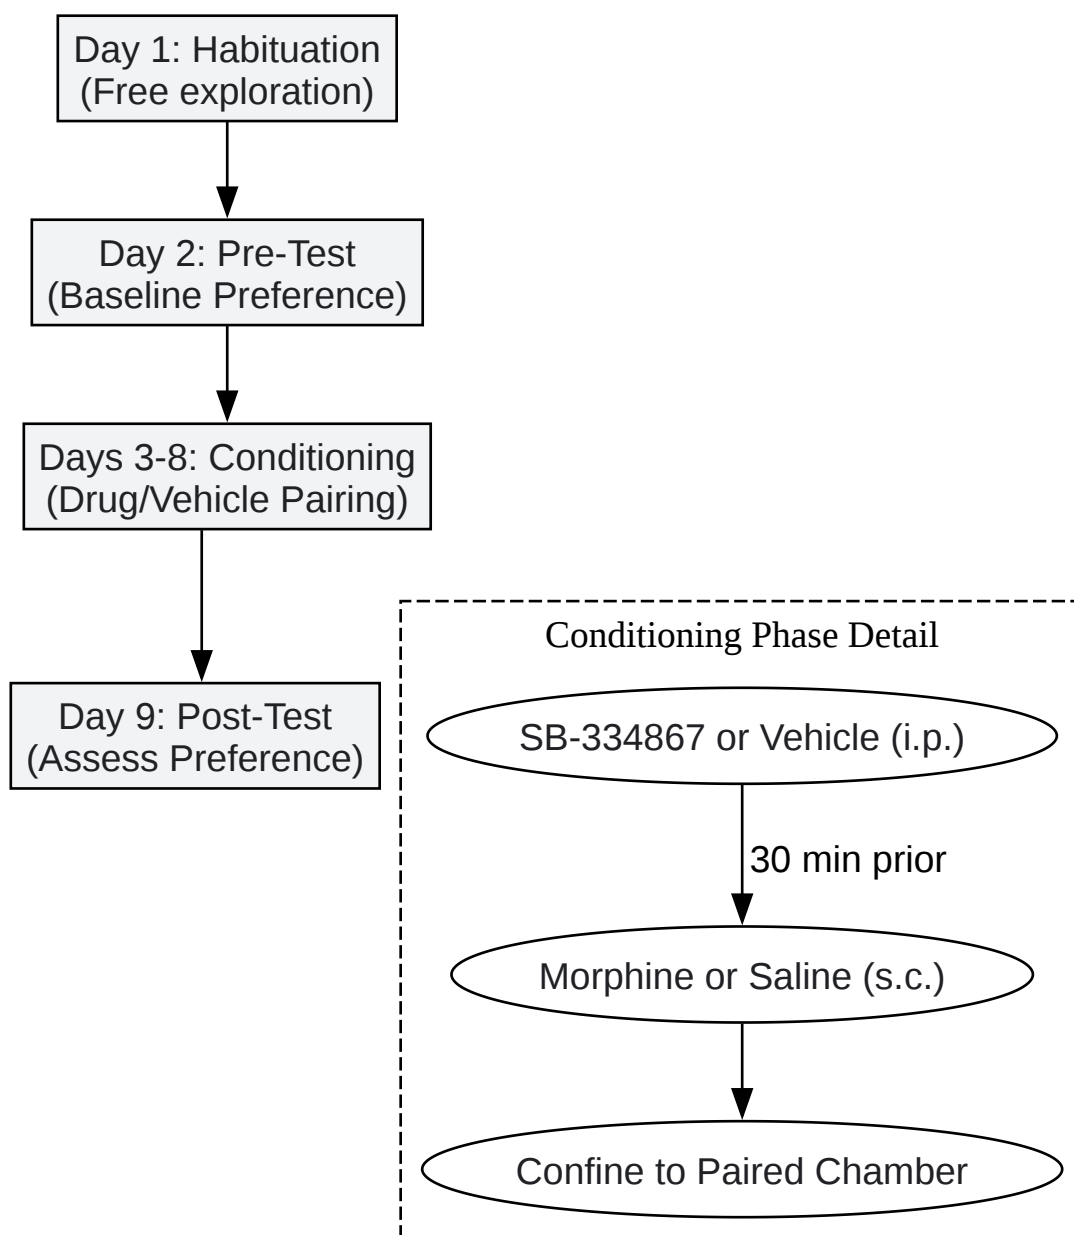 Day 1: Habituation
(Free exploration)
Day 2: Pre-Test
(Baseline Preference)
Days 3-8: Conditioning
(Drug/Vehicle Pairing)
Day 9: Post-Test
(Assess Preference)
Conditioning Phase Detail
SB-334867 or Vehicle (i.p.)
30 min prior
Morphine or Saline (s.c.)
Confine to Paired Chamber